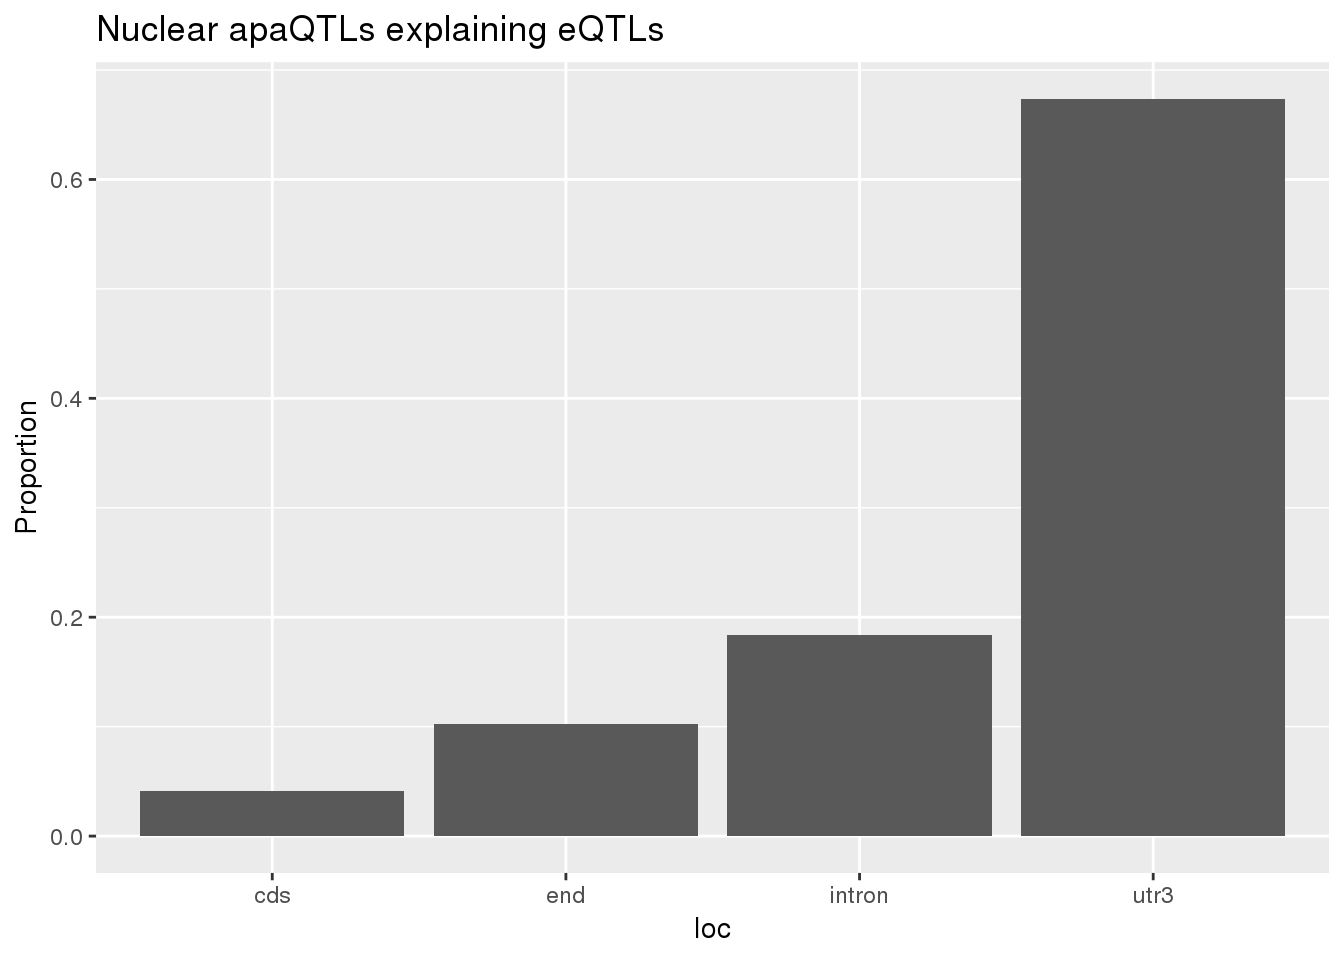 Nuclear apaQTLs explaining eQTLs
Proportion
0.6
0.4
0.2
0.0
cds end intron utr3
loc